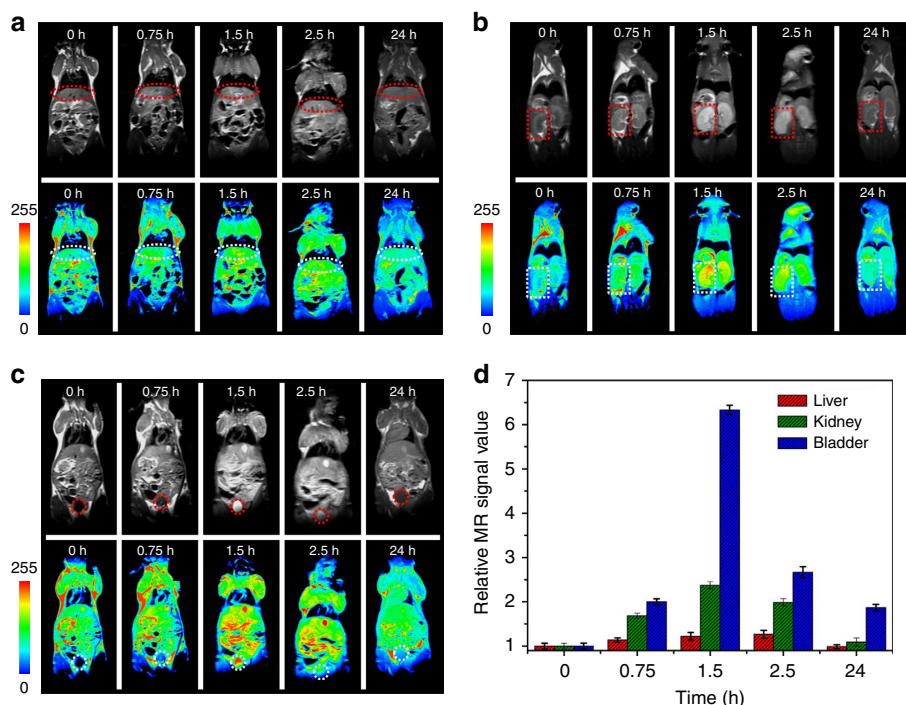 a
0 h 0.75 h 1.5 h 2.5 h 24 h
0 h 0.75 h 1.5 h 2.5 h 24 h
255
0
b
0 h 0.75 h 1.5 h 2.5 h 24 h
0 h 0.75 h 1.5 h 2.5 h 24 h
255
0
c
0 h 0.75 h 1.5 h 2.5 h 24 h
0 h 0.75 h 1.5 h 2.5 h 24 h
255
0
d
Relative MR signal value
7
6
5
4
3
2
1
Liver
Kidney
Bladder
0 0.75 1.5 2.5 24
Time (h)